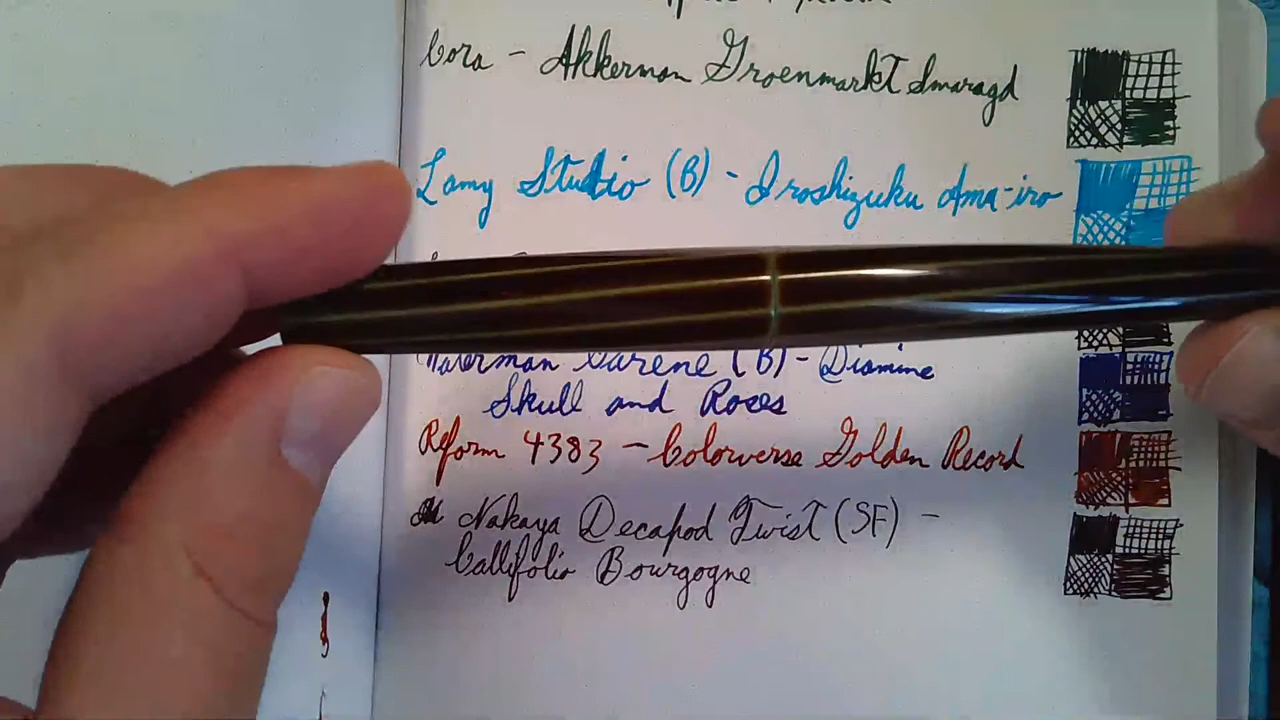 Cora - Akkerman Groenmarkt Smaragd
Lamy Studio (B) - Iroshizuku Ama-iro
Waterman Carene (B) - Diamine
Skull and Roses
Reform 4383 - Colorverse Golden Record
Nakaya Decapod Twist (SF) -
Callifolio Bourgogne